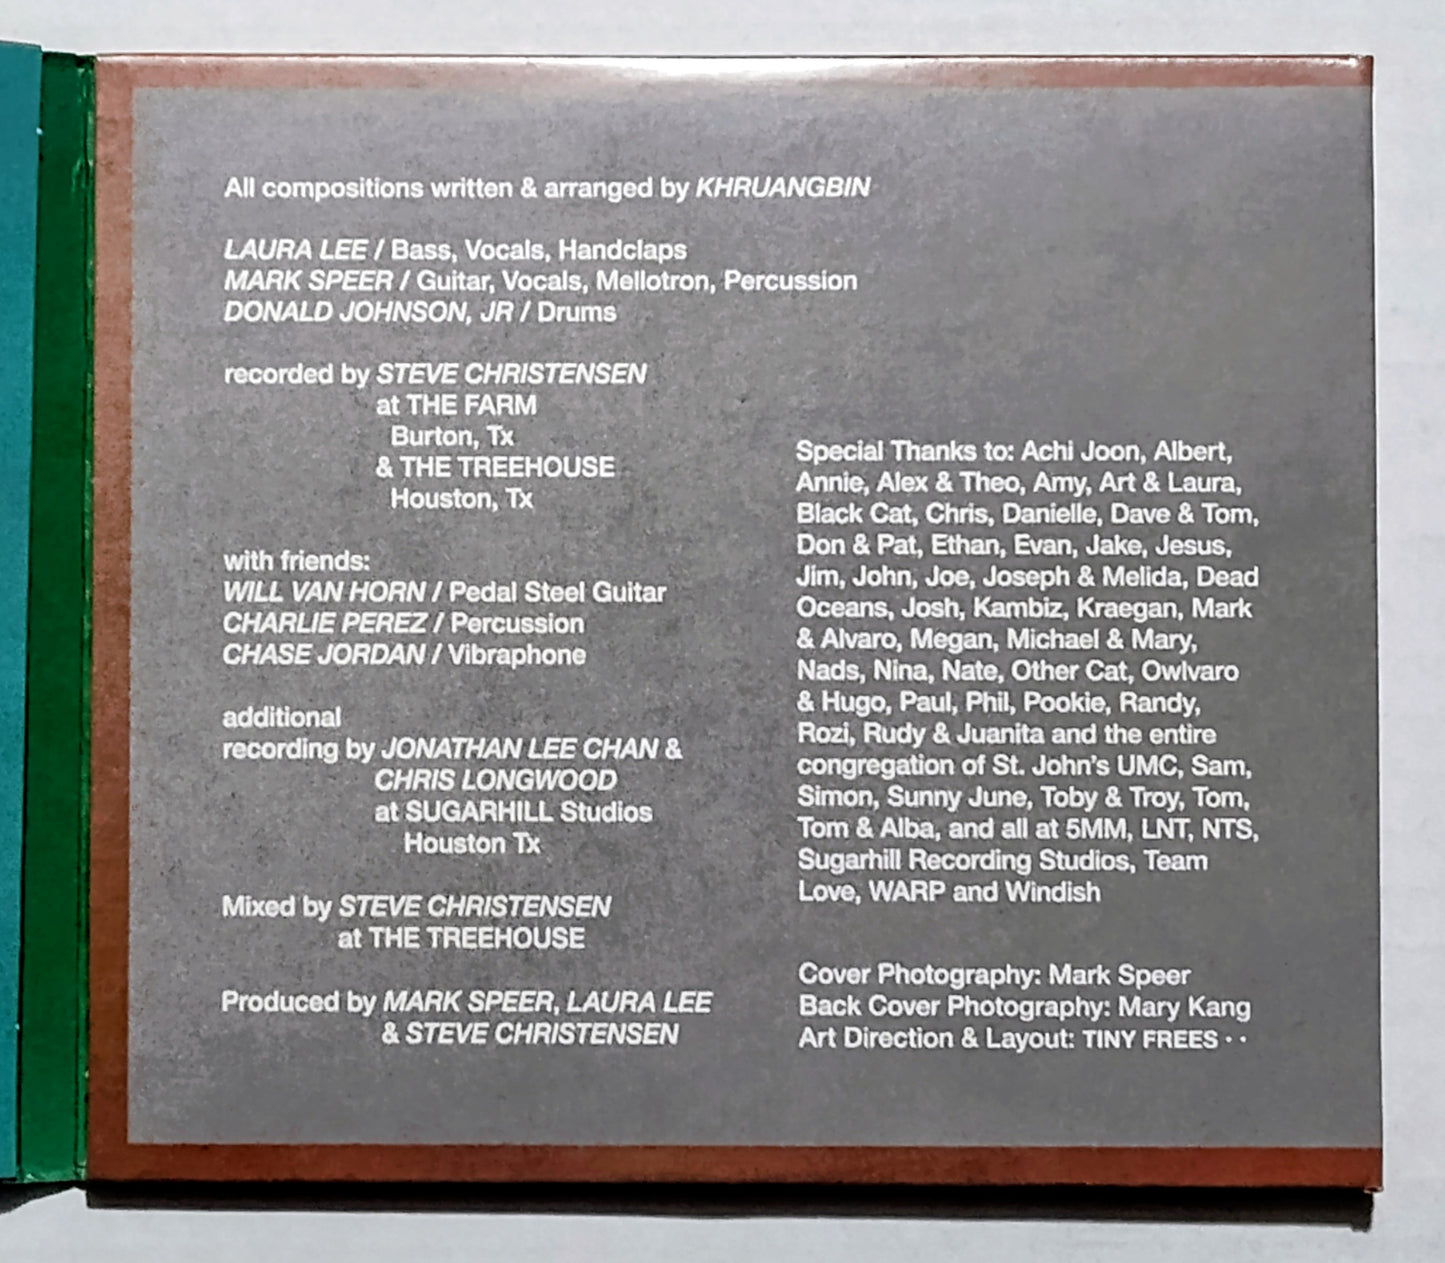 All compositions written & arranged by KHRUANGBIN
LAURA LEE / Bass, Vocals, Handclaps
MARK SPEER / Guitar, Vocals, Mellotron, Percussion
DONALD JOHNSON, JR / Drums
recorded by STEVE CHRISTENSEN
at THE FARM
Burton, Tx
& THE TREEHOUSE
Houston, Tx
with friends:
WILL VAN HORN / Pedal Steel Guitar
CHARLIE PEREZ / Percussion
CHASE JORDAN / Vibraphone
additional
recording by JONATHAN LEE CHAN &
CHRIS LONGWOOD
at SUGARHILL Studios
Houston Tx
Mixed by STEVE CHRISTENSEN
at THE TREEHOUSE
Produced by MARK SPEER, LAURA LEE
& STEVE CHRISTENSEN
Special Thanks to: Achi Joon, Albert,
Annie, Alex & Theo, Amy, Art & Laura,
Black Cat, Chris, Danielle, Dave & Tom,
Don & Pat, Ethan, Evan, Jake, Jesus,
Jim, John, Joe, Joseph & Melida, Dead
Oceans, Josh, Kambiz, Kraegan, Mark
& Alvaro, Megan, Michael & Mary,
Nads, Nina, Nate, Other Cat, Owlvaro
& Hugo, Paul, Phil, Pookie, Randy,
Rozi, Rudy & Juanita and the entire
congregation of St. John's UMC, Sam,
Simon, Sunny June, Toby & Troy, Tom,
Tom & Alba, and all at 5MM, LNT, NTS,
Sugarhill Recording Studios, Team
Love, WARP and Windish
Cover Photography: Mark Speer
Back Cover Photography: Mary Kang
Art Direction & Layout: TINY FREES • •